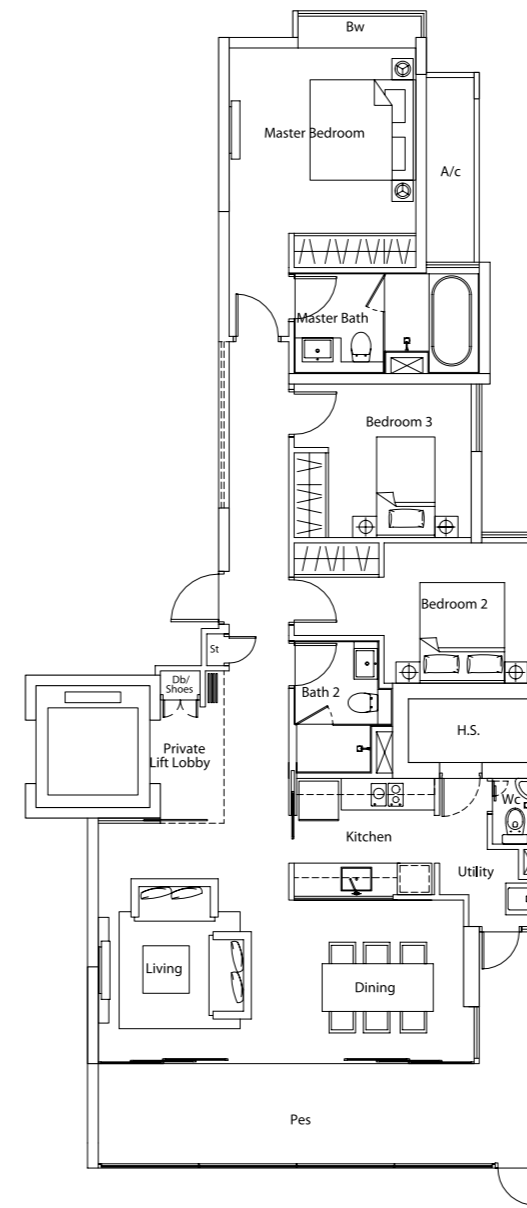 Bw
Master Bedroom
A/c
Master Bath
Bedroom 3
Bedroom 2
St
Db/
Shoes
Bath 2
H.S.
Private
Lift Lobby
Wc
Kitchen
Utility
Living
Dining
Pes